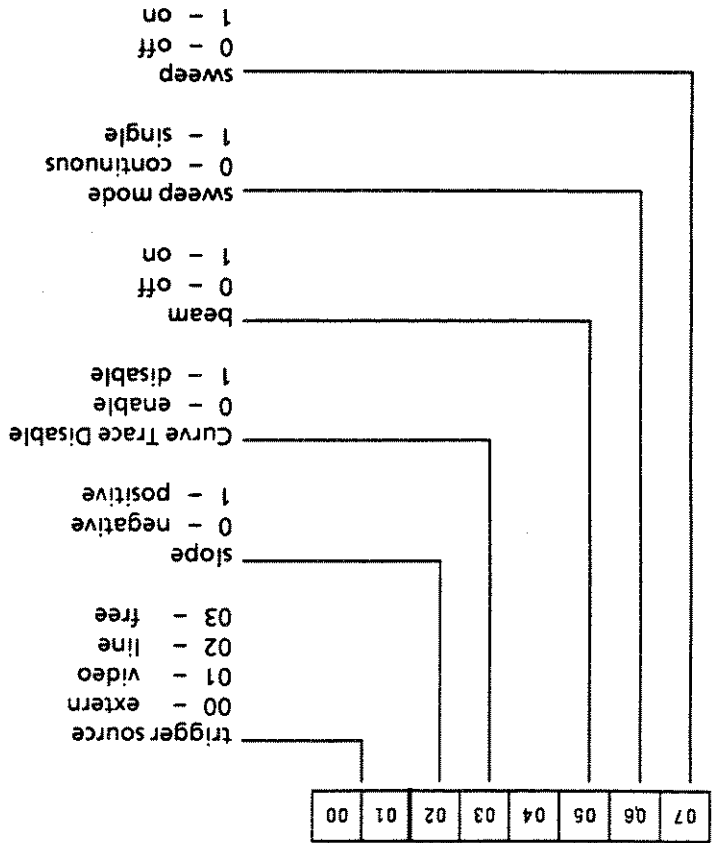 07 06 05 04 03 02 01 00
trigger source
00 - extern
01 - video
02 - line
03 - free
slope
0 - negative
1 - positive
Curve Trace Disable
0 - enable
1 - disable
beam
0 - off
1 - on
sweep mode
0 - continuous
1 - single
sweep
0 - off
1 - on